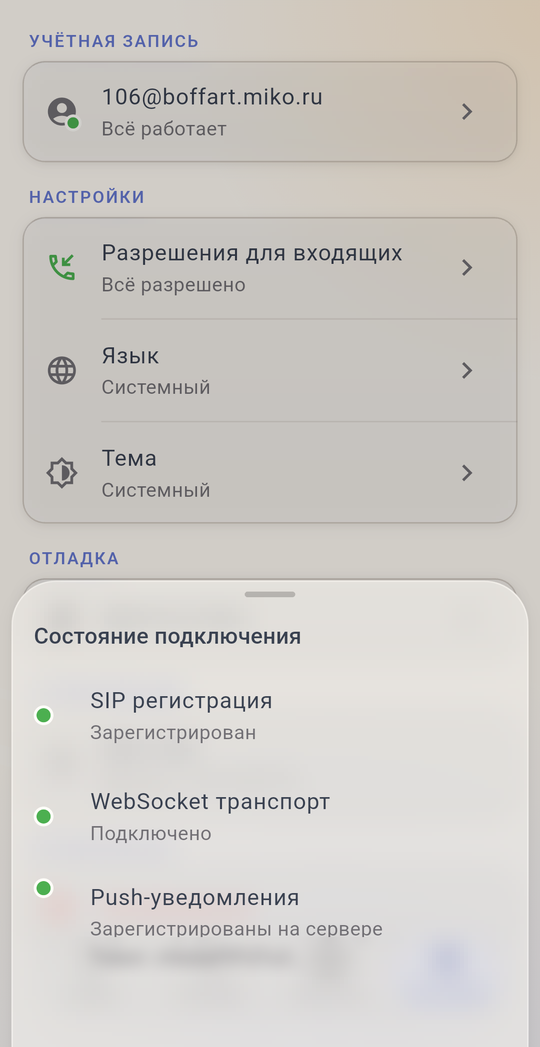 УЧЁТНАЯ ЗАПИСЬ
106@boffart.miko.ru
Всё работает
НАСТРОЙКИ
Разрешения для входящих
Всё разрешено
Язык
Системный
Тема
Системный
ОТЛАДКА
Состояние подключения
SIP регистрация
Зарегистрирован
WebSocket транспорт
Подключено
Push-уведомления
Зарегистрированы на сервере